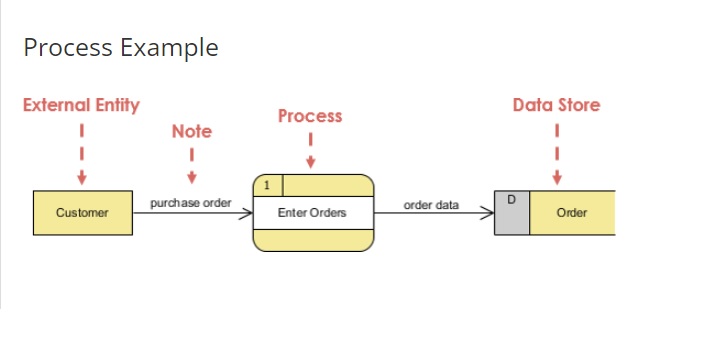 Process Example
External Entity
Note
Process
Data Store
Customer
purchase order
1
Enter Orders
order data
D
Order